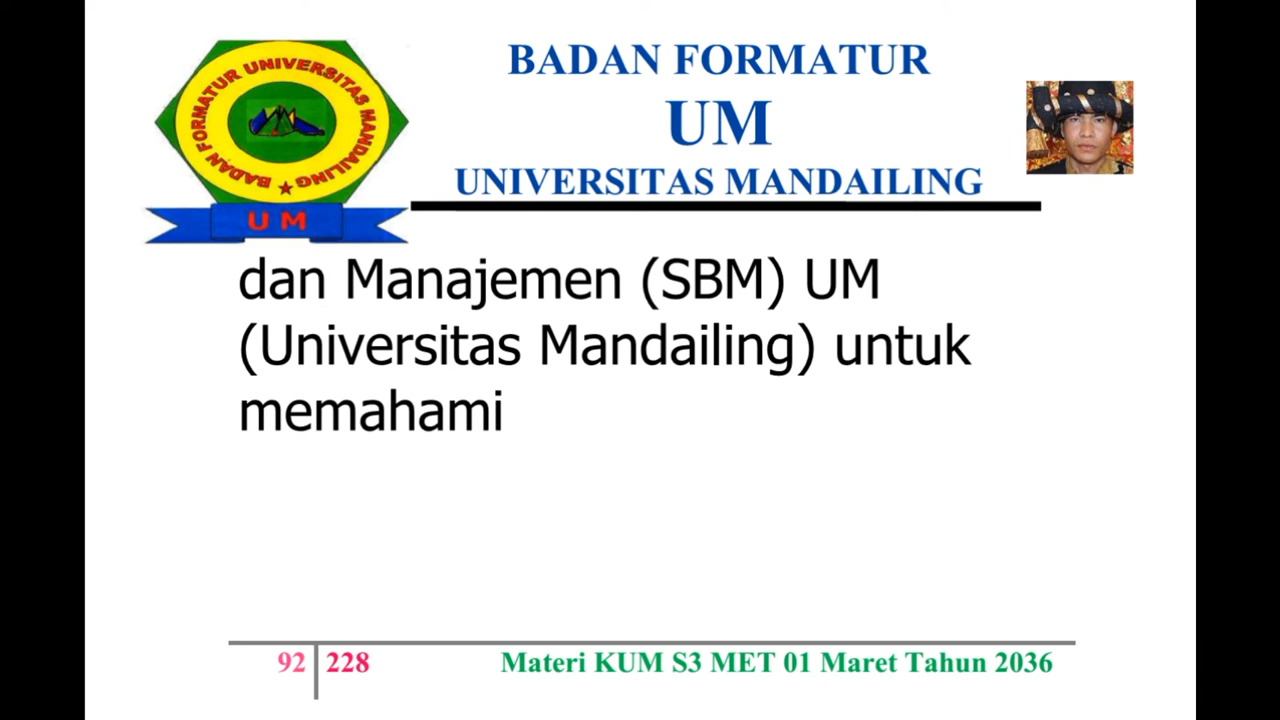 BADAN FORMATUR UNIVERSITAS MANDAILING
U M
BADAN FORMATUR
UM
UNIVERSITAS MANDAILING
dan Manajemen (SBM) UM
(Universitas Mandailing) untuk
memahami
92 228 Materi KUM S3 MET 01 Maret Tahun 2036